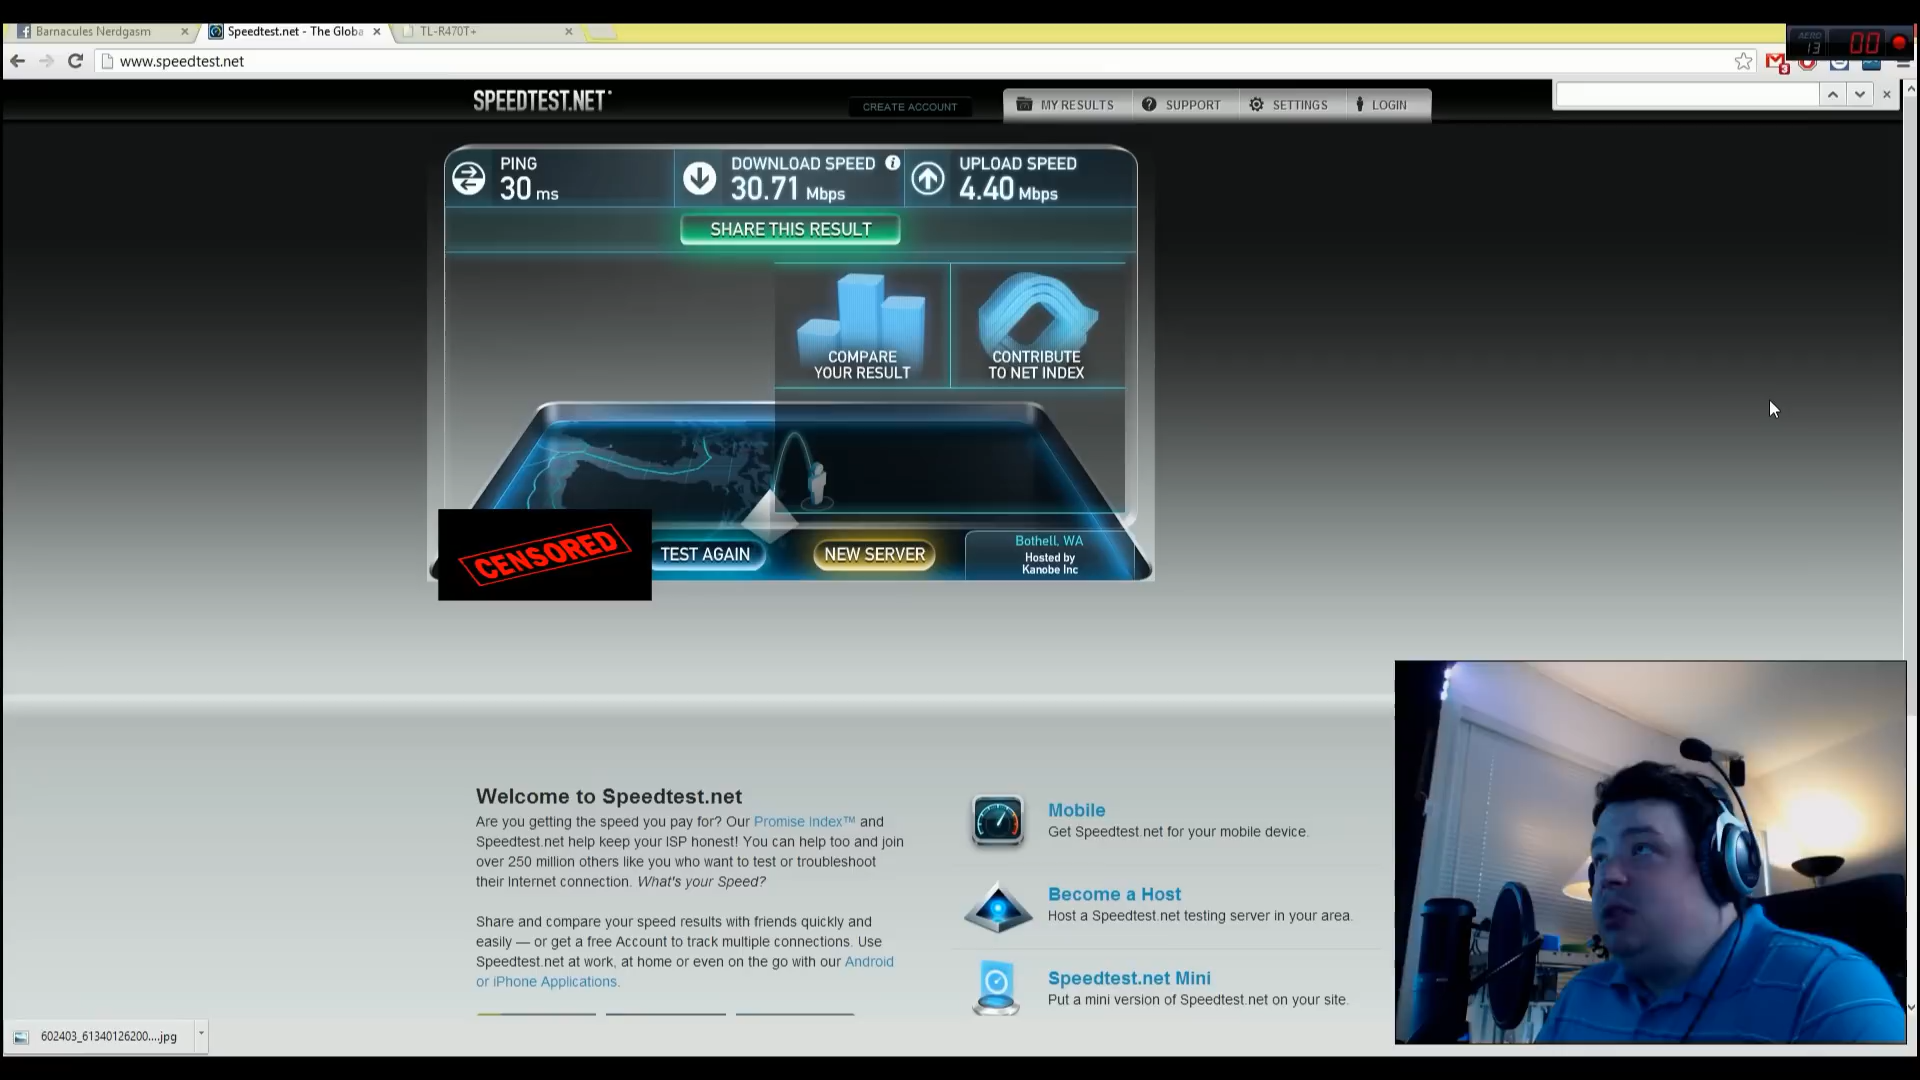 Barnacules Nerdgasm
Speedtest.net - The Globa
TL-R470T+
AERO
13
00
www.speedtest.net
3
SPEEDTEST.NET
CREATE ACCOUNT
MY RESULTS
SUPPORT
SETTINGS
LOGIN
PING
30 ms
DOWNLOAD SPEED
30.71 Mbps
UPLOAD SPEED
4.40 Mbps
SHARE THIS RESULT
COMPARE
YOUR RESULT
CONTRIBUTE
TO NET INDEX
CENSORED
TEST AGAIN
NEW SERVER
Bothell, WA
Hosted by
Kanobe Inc
Welcome to Speedtest.net
Are you getting the speed you pay for? Our Promise Index™ and
Speedtest.net help keep your ISP honest! You can help too and join
over 250 million others like you who want to test or troubleshoot
their Internet connection. What's your Speed?
Share and compare your speed results with friends quickly and
easily — or get a free Account to track multiple connections. Use
Speedtest.net at work, at home or even on the go with our Android
or iPhone Applications.
Mobile
Get Speedtest.net for your mobile device.
Become a Host
Host a Speedtest.net testing server in your area.
Speedtest.net Mini
Put a mini version of Speedtest.net on your site.
602403_61340126200....jpg